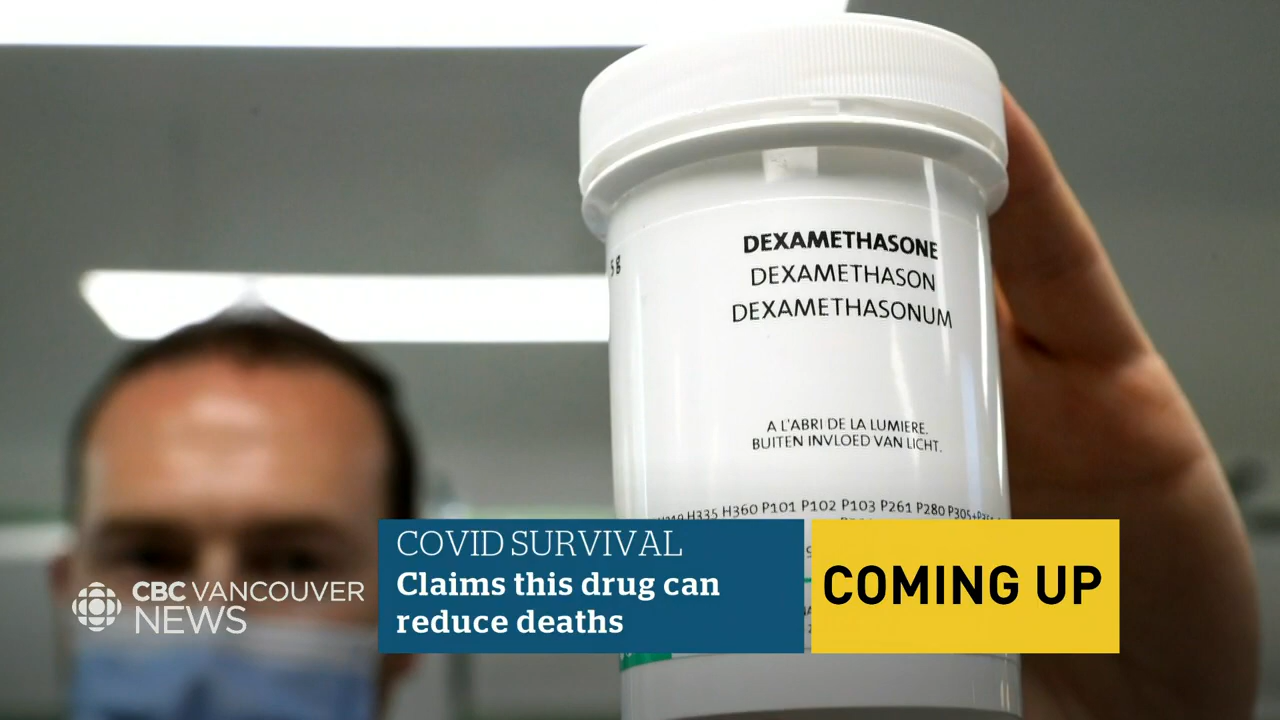 DEXAMETHASONE
DEXAMETHASON
DEXAMETHASONUM
A L'ABRI DE LA LUMIERE.
BUITEN INVLOED VAN LICHT.
H335 H360 P101 P102 P103 P261 P280
COVID SURVIVAL
Claims this drug can
reduce deaths
COMING UP
CBC VANCOUVER
NEWS